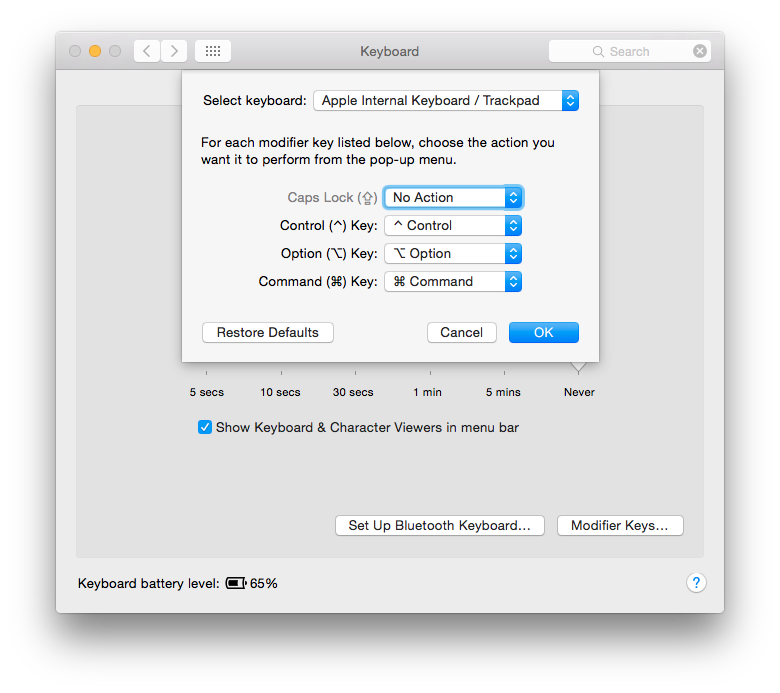 Keyboard
Search
Select keyboard: Apple Internal Keyboard / Trackpad
For each modifier key listed below, choose the action you
want it to perform from the pop-up menu.
Caps Lock (⇪) No Action
Control (^) Key: ^ Control
Option (⌥) Key: ⌥ Option
Command (⌘) Key: ⌘ Command
Restore Defaults Cancel OK
5 secs 10 secs 30 secs 1 min 5 mins Never
Show Keyboard & Character Viewers in menu bar
Set Up Bluetooth Keyboard... Modifier Keys...
Keyboard battery level: 65% ?